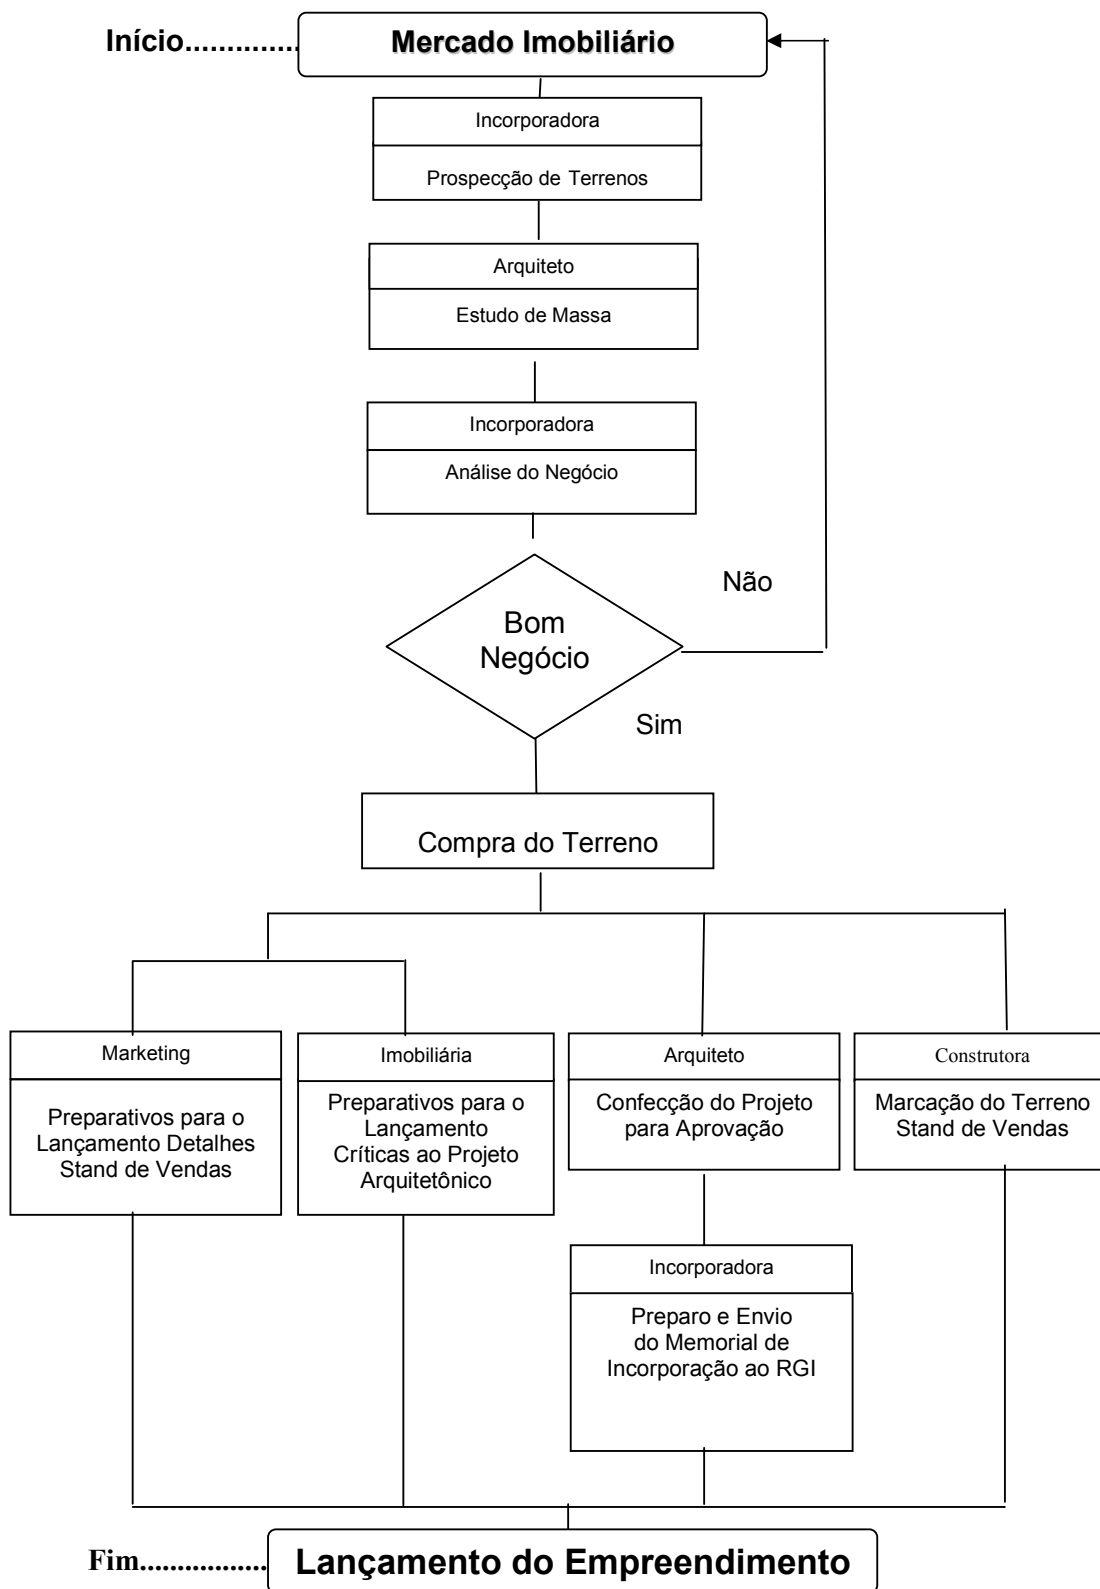 Início..............
Mercado Imobiliário
Incorporadora
Prospecção de Terrenos
Arquiteto
Estudo de Massa
Incorporadora
Análise do Negócio
Bom
Negócio
Não
Sim
Compra do Terreno
Marketing
Preparativos para o
Lançamento Detalhes
Stand de Vendas
Imobiliária
Preparativos para o
Lançamento
Críticas ao Projeto
Arquitetônico
Arquiteto
Confecção do Projeto
para Aprovação
Construtora
Marcação do Terreno
Stand de Vendas
Incorporadora
Preparo e Envio
do Memorial de
Incorporação ao RGI
Fim.................
Lançamento do Empreendimento